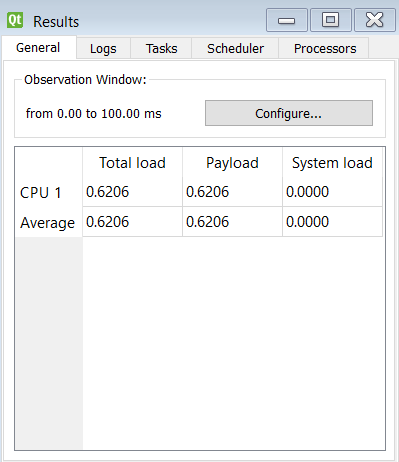 Qt Results
General Logs Tasks Scheduler Processors
Observation Window:
from 0.00 to 100.00 ms Configure...
Total load Payload System load
CPU 1 0.6206 0.6206 0.0000
Average 0.6206 0.6206 0.0000